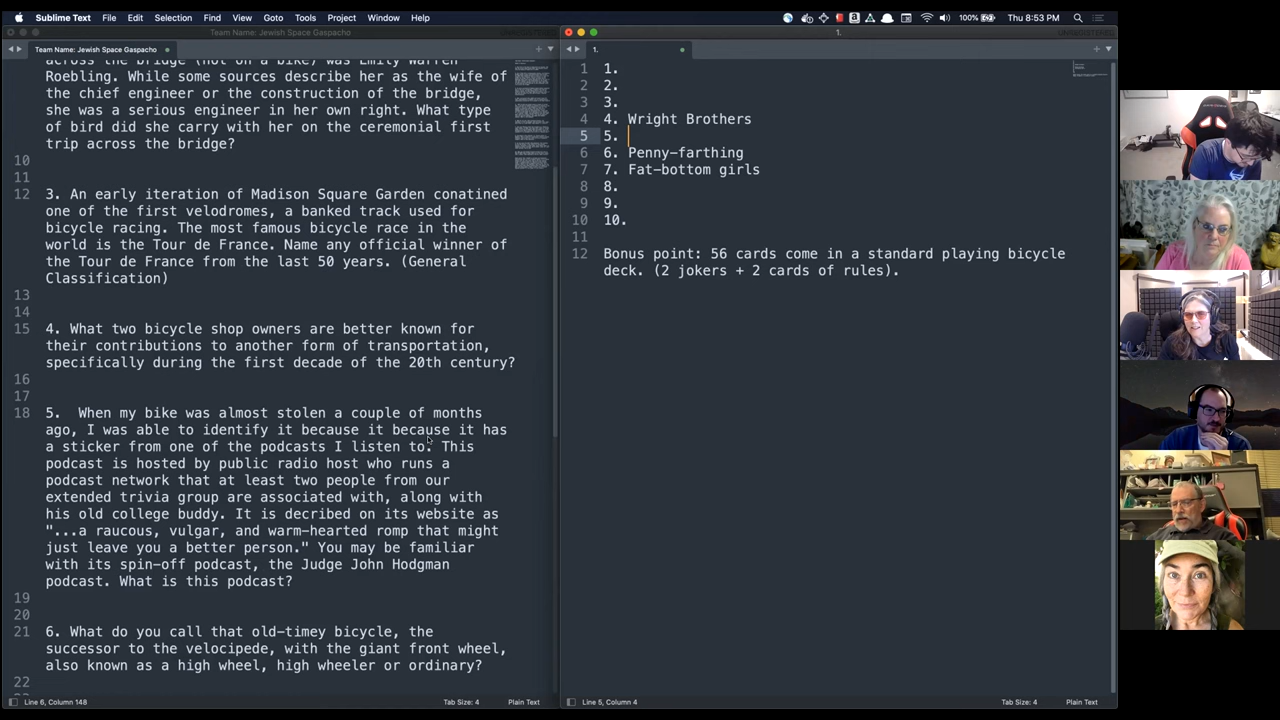 Sublime Text File Edit Selection Find View Goto Tools Project Window Help 100% Thu 8:53 PM
Team Name: Jewish Space Gaspacho
Team Name: Jewish Space Gaspacho
across the bridge (not on a bike) was Emily Warren
Roebling. While some sources describe her as the wife of
the chief engineer or the construction of the bridge,
she was a serious engineer in her own right. What type
of bird did she carry with her on the ceremonial first
trip across the bridge?
10
11
12 3. An early iteration of Madison Square Garden conatined
one of the first velodromes, a banked track used for
bicycle racing. The most famous bicycle race in the
world is the Tour de France. Name any official winner of
the Tour de France from the last 50 years. (General
Classification)
13
14
15 4. What two bicycle shop owners are better known for
their contributions to another form of transportation,
specifically during the first decade of the 20th century?
16
17
18 5.  When my bike was almost stolen a couple of months
ago, I was able to identify it because it because it has
a sticker from one of the podcasts I listen to. This
podcast is hosted by public radio host who runs a
podcast network that at least two people from our
extended trivia group are associated with, along with
his old college buddy. It is decribed on its website as
"...a raucous, vulgar, and warm-hearted romp that might
just leave you a better person." You may be familiar
with its spin-off podcast, the Judge John Hodgman
podcast. What is this podcast?
19
20
21 6. What do you call that old-timey bicycle, the
successor to the velocipede, with the giant front wheel,
also known as a high wheel, high wheeler or ordinary?
22
Line 6, Column 148 Tab Size: 4 Plain Text
1. UNREGISTERED
1.
1 1.
2 2.
3 3.
4 4. Wright Brothers
5 5.
6 6. Penny-farthing
7 7. Fat-bottom girls
8 8.
9 9.
10 10.
11
12 Bonus point: 56 cards come in a standard playing bicycle
deck. (2 jokers + 2 cards of rules).
Line 5, Column 4 Tab Size: 4 Plain Text